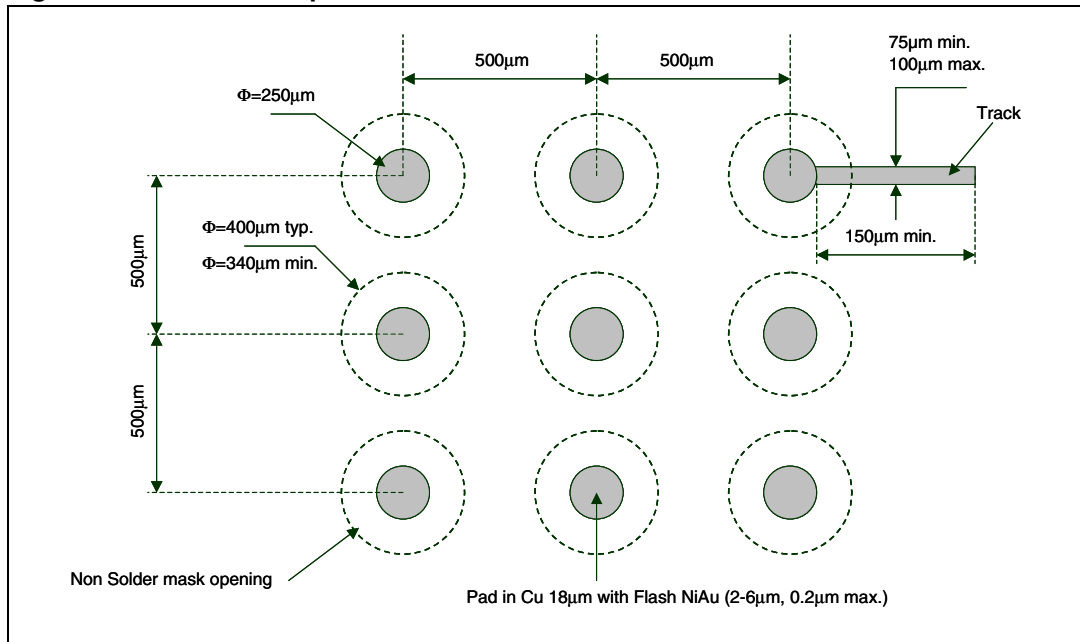 500µm
500µm
75µm min.
100µm max.
Φ=250µm
Track
Φ=400µm typ.
Φ=340µm min.
150µm min.
500µm
500µm
Non Solder mask opening
Pad in Cu 18µm with Flash NiAu (2-6µm, 0.2µm max.)